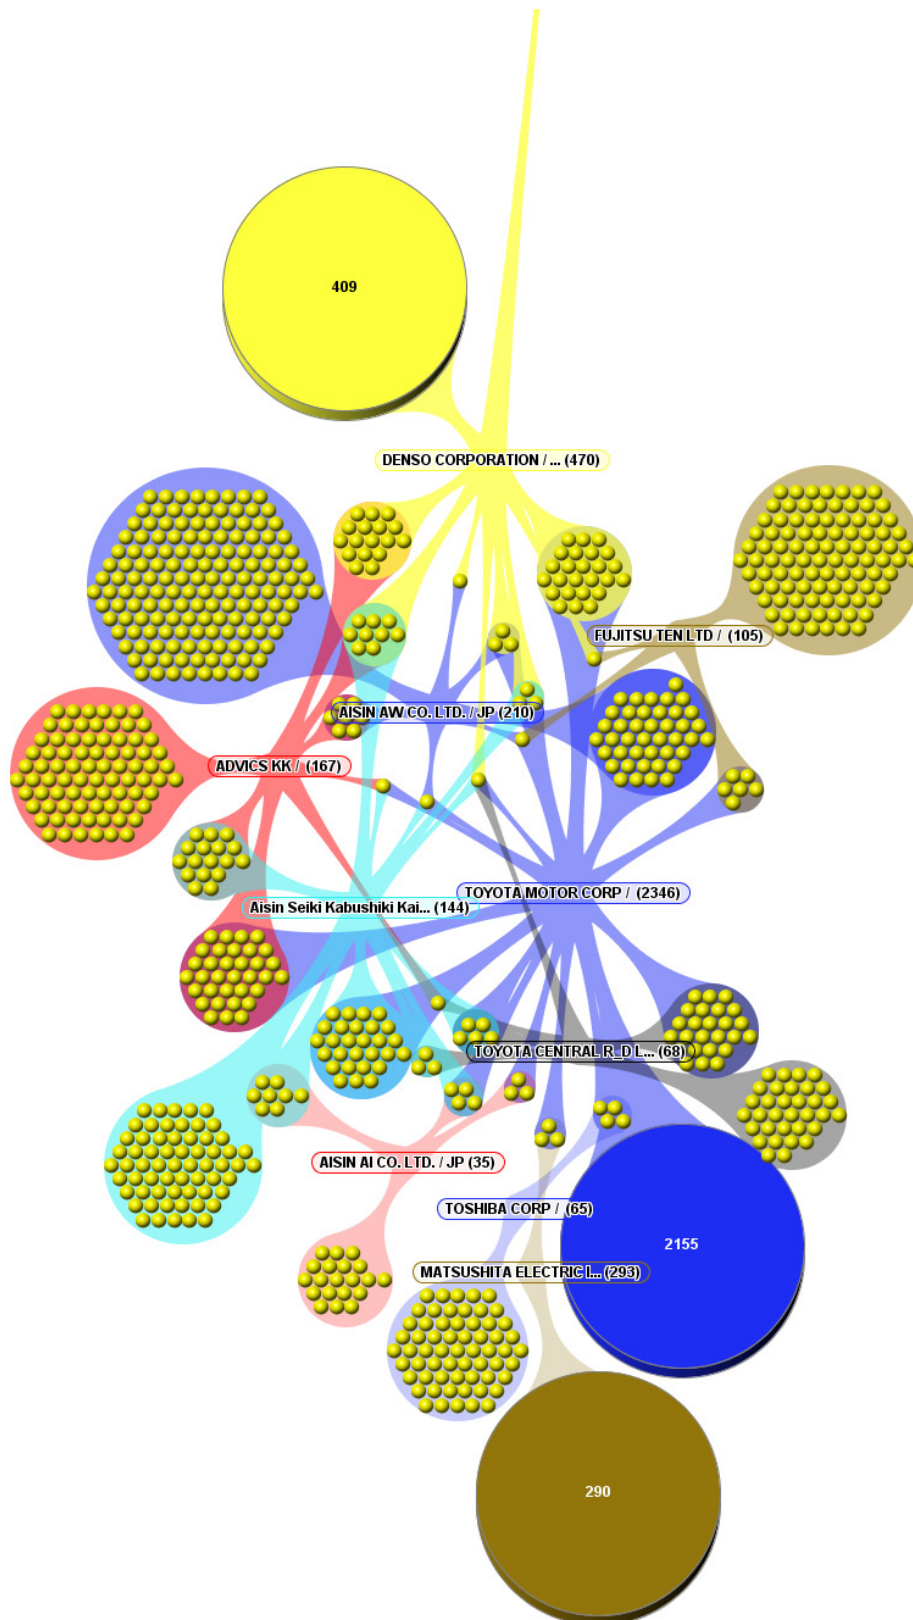 409
DENSO CORPORATION / ... (470)
FUJITSU TEN LTD / (105)
AISIN AW CO. LTD. / JP (210)
ADVICS KK / (167)
TOYOTA MOTOR CORP / (2346)
Aisin Seiki Kabushiki Kai... (144)
TOYOTA CENTRAL R_D L... (68)
AISIN AI CO. LTD. / JP (35)
TOSHIBA CORP / (65)
2155
MATSUSHITA ELECTRIC I... (293)
290